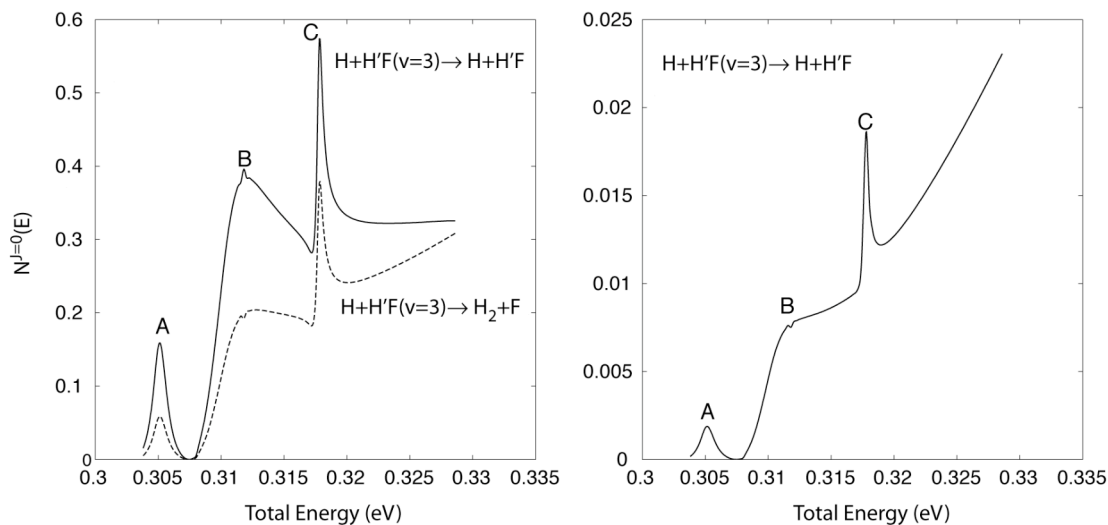 0.6
0.5
0.4
0.3
0.2
0.1
0
N^{J=0}(E)
0.3 0.305 0.31 0.315 0.32 0.325 0.33 0.335
Total Energy (eV)
A
B
C
H+H'F(v=3)→ H+H'F
H+H'F(v=3)→ H₂+F
0.025
0.02
0.015
0.01
0.005
0
0.3 0.305 0.31 0.315 0.32 0.325 0.33 0.335
Total Energy (eV)
H+H'F(v=3)→ H+H'F
A
B
C